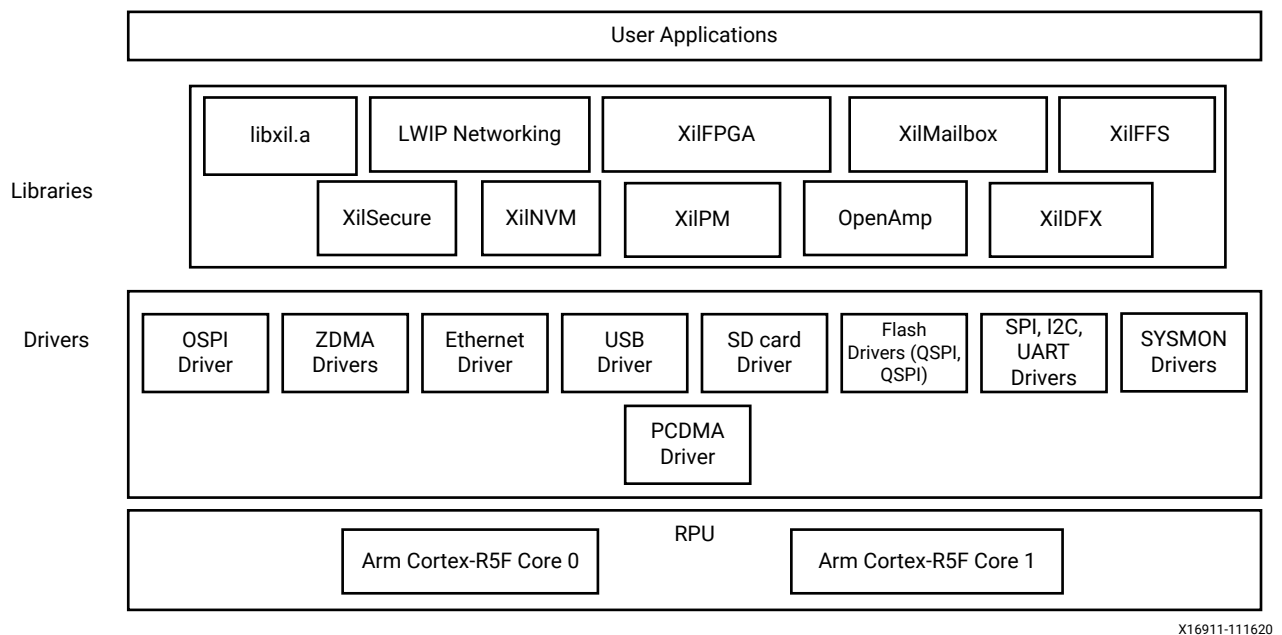 User Applications
libxil.a
LWIP Networking
XilFPGA
XilMailbox
XilFFS
Libraries
XilSecure
XilNVM
XilPM
OpenAmp
XilDFX
Drivers
OSPI
Driver
ZDMA
Drivers
Ethernet
Driver
USB
Driver
SD card
Driver
Flash
Drivers (QSPI,
QSPI)
SPI, I2C,
UART
Drivers
SYSMON
Drivers
PCDMA
Driver
RPU
Arm Cortex-R5F Core 0
Arm Cortex-R5F Core 1
X16911-111620